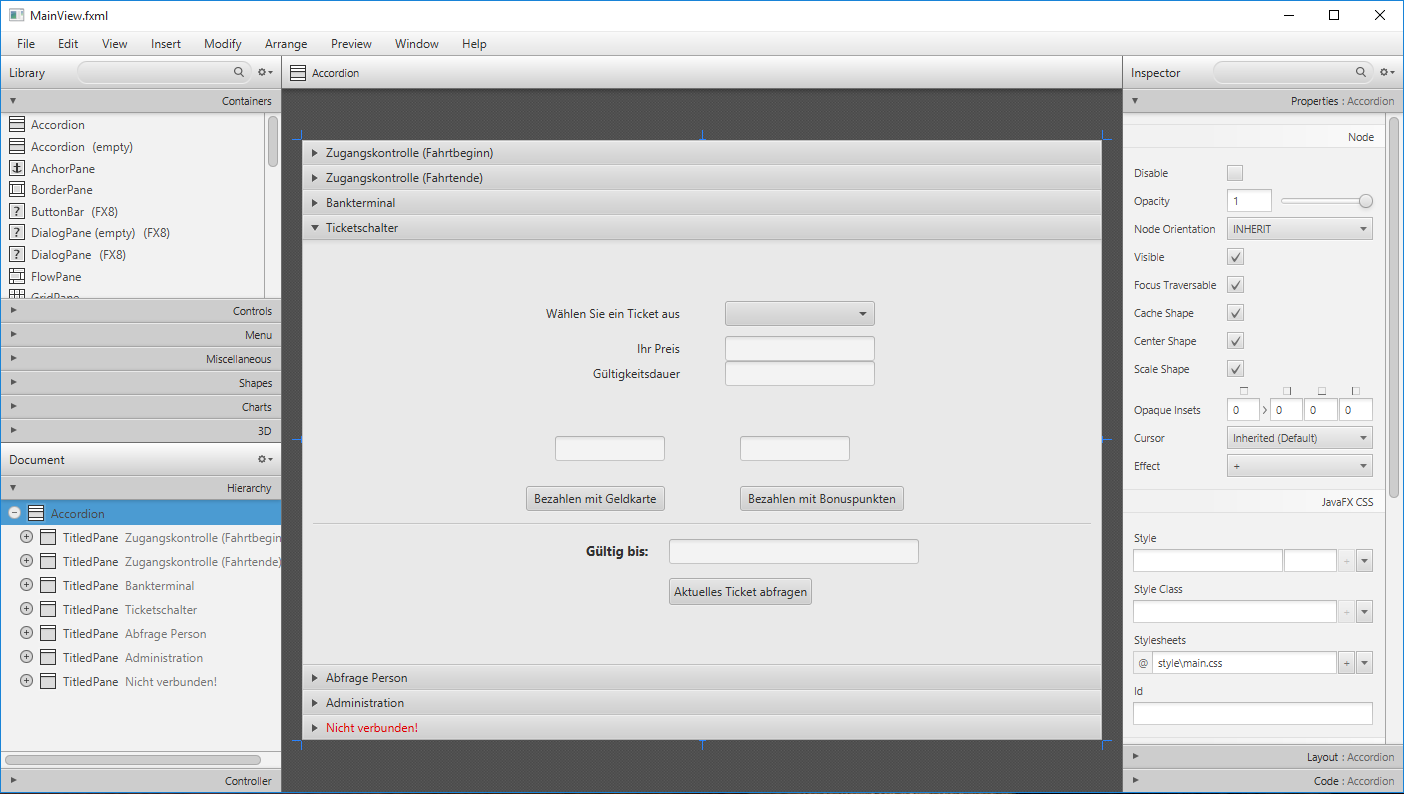 MainView.fxml
File Edit View Insert Modify Arrange Preview Window Help
Library
Containers
Accordion
Accordion (empty)
AnchorPane
BorderPane
ButtonBar (FX8)
DialogPane (empty) (FX8)
DialogPane (FX8)
FlowPane
GridPane
Controls
Menu
Miscellaneous
Shapes
Charts
3D
Document
Hierarchy
Accordion
TitledPane Zugangskontrolle (Fahrtbegin
TitledPane Zugangskontrolle (Fahrtende)
TitledPane Bankterminal
TitledPane Ticketschalter
TitledPane Abfrage Person
TitledPane Administration
TitledPane Nicht verbunden!
Controller
Accordion
Zugangskontrolle (Fahrtbeginn)
Zugangskontrolle (Fahrtende)
Bankterminal
Ticketschalter
Wählen Sie ein Ticket aus
Ihr Preis
Gültigkeitsdauer
Bezahlen mit Geldkarte Bezahlen mit Bonuspunkten
Gültig bis:
Aktuelles Ticket abfragen
Abfrage Person
Administration
Nicht verbunden!
Inspector
Properties : Accordion
Node
Disable
Opacity 1
Node Orientation INHERIT
Visible
Focus Traversable
Cache Shape
Center Shape
Scale Shape
Opaque Insets 0 0 0 0
Cursor Inherited (Default)
Effect +
JavaFX CSS
Style
+
Style Class
+
Stylesheets
@ style\main.css +
Id
Layout : Accordion
Code : Accordion